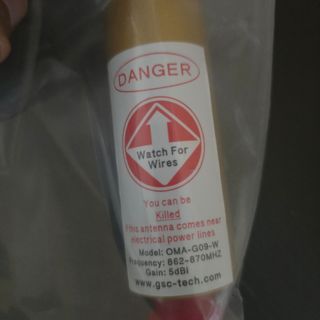 DANGER
Watch For
Wires
You can be
Killed
if this antenna comes near
electrical power lines
Model: OMA-G09-W
Frequency: 862-870MHZ
Gain: 5dBI
www.gsc-tech.com